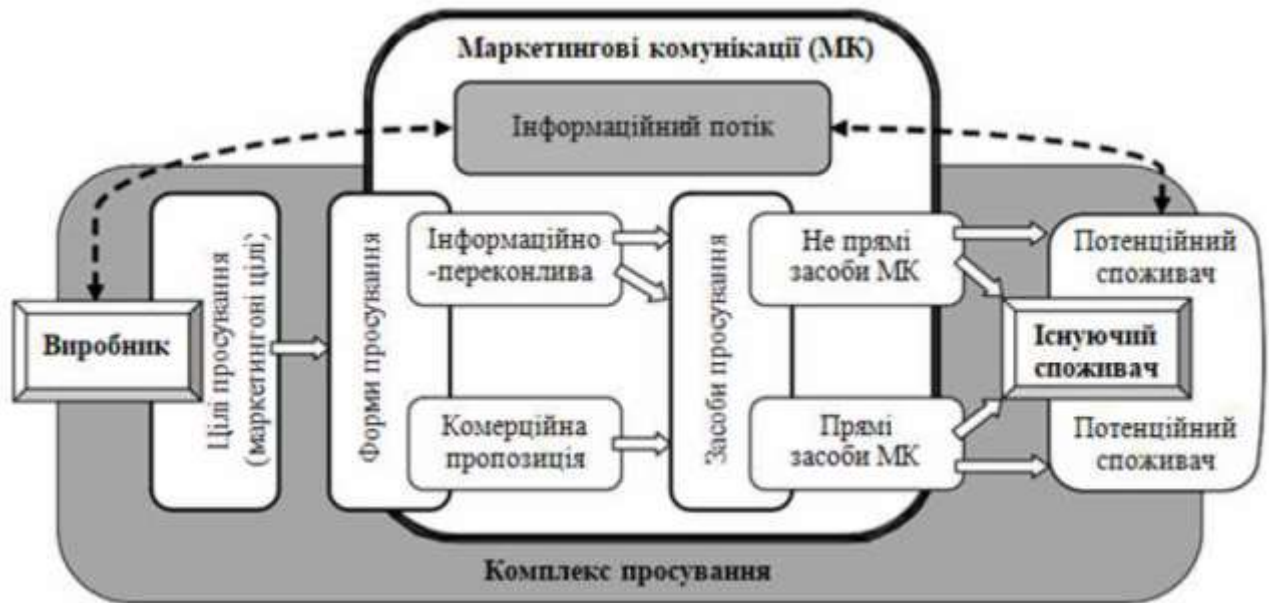 Маркетингові комунікації (МК)
Інформаційний потік
Виробник
Цілі просування
(маркетингоні цілі)
Форми просування
Інформаційно
-переконлива
Комерційна
пропозиція
Засоби просування
Не прямі
засоби МК
Прямі
засоби МК
Потенційний
споживач
Існуючий
споживач
Потенційний
споживач
Комплекс просування